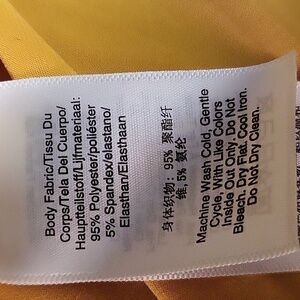 Body Fabric/Tissu Du
Corps/Tela Del Cuerpo/
Hauptteilstoff/Lijfmateriaal:
95% Polyester/poliéster
5% Spandex/elastano/
Elasthan/Elasthaan
身体织物: 95% 聚酯纤
维, 5% 氨纶
Machine Wash Cold, Gentle
Cycle, With Like Colors
Inside Out Only. Do Not
Bleach. Dry Flat. Cool Iron.
Do Not Dry Clean.